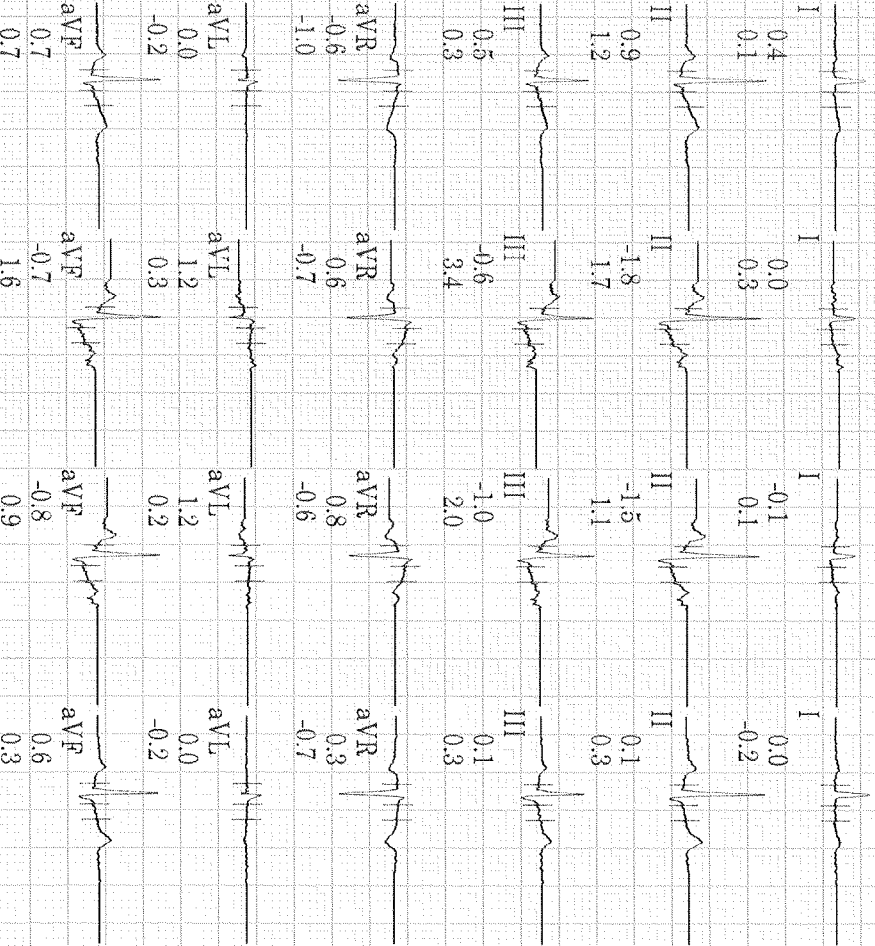 I I I I
0.4 0.0 -0.1 0.0
0.1 0.3 0.1 -0.2
II II II II
0.9 -1.8 -1.5 0.1
1.2 1.7 1.1 0.3
III III III III
0.5 -0.6 -1.0 0.1
0.3 3.4 2.0 0.3
aVR aVR aVR aVR
-0.6 0.6 0.8 0.3
-1.0 -0.7 -0.6 -0.7
aVL aVL aVL aVL
0.0 1.2 1.2 0.0
-0.2 0.3 0.2 -0.2
aVF aVF aVF aVF
0.7 -0.7 -0.8 0.6
0.7 1.6 0.9 0.3